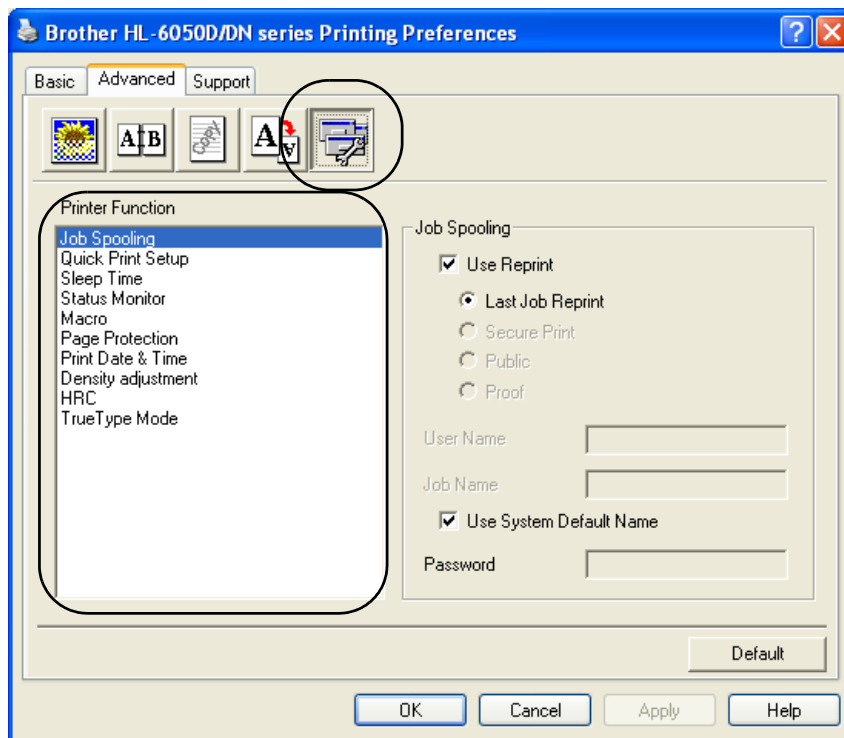 Brother HL-6050D/DN series Printing Preferences
Basic
Advanced
Support
A B
Copy
A A
Printer Function
Job Spooling
Quick Print Setup
Sleep Time
Status Monitor
Macro
Page Protection
Print Date & Time
Density adjustment
HRC
TrueType Mode
Job Spooling
Use Reprint
Last Job Reprint
Secure Print
Public
Proof
User Name
Job Name
Use System Default Name
Password
Default
OK
Cancel
Apply
Help